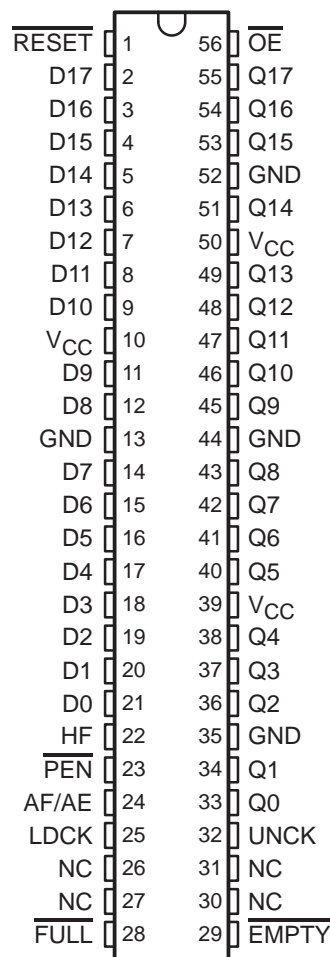 RESET 1 56 OE
D17 2 55 Q17
D16 3 54 Q16
D15 4 53 Q15
D14 5 52 GND
D13 6 51 Q14
D12 7 50 VCC
D11 8 49 Q13
D10 9 48 Q12
VCC 10 47 Q11
D9 11 46 Q10
D8 12 45 Q9
GND 13 44 GND
D7 14 43 Q8
D6 15 42 Q7
D5 16 41 Q6
D4 17 40 Q5
D3 18 39 VCC
D2 19 38 Q4
D1 20 37 Q3
D0 21 36 Q2
HF 22 35 GND
PEN 23 34 Q1
AF/AE 24 33 Q0
LDCK 25 32 UNCK
NC 26 31 NC
NC 27 30 NC
FULL 28 29 EMPTY